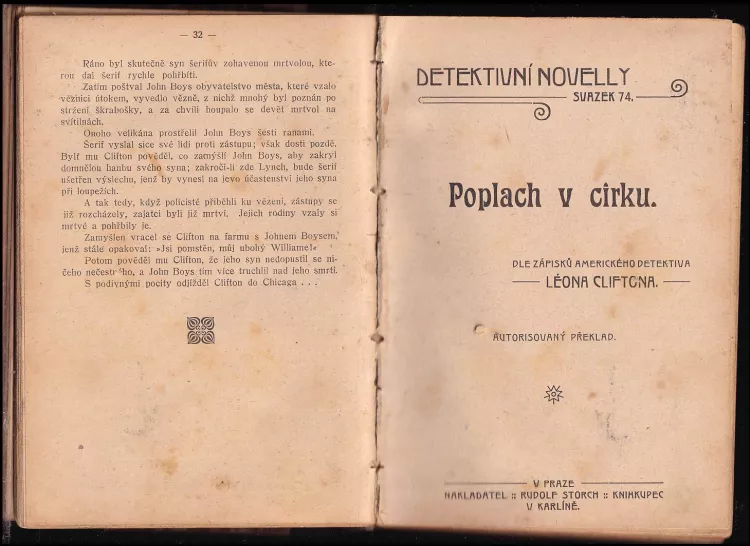 — 32 —
Ráno byl skutečně syn šerifův zohavenou mrtvolou, kte-
rou dal šerif rychle pohřbíti.
Zatím poštval John Boys obyvatelstvo města, které vzalo
věznici útokem, vyvedlo vězně, z nichž mnohý byl poznán po
stržení škrabošky, a za chvíli houpalo se devět mrtvol na
svítilnách.
Onoho velikána prostřelil John Boys šesti ranami.
Šerif vyslal sice své lidi proti zástupu; však dosti pozdě.
Bylť mu Clifton pověděl, co zamýšlí John Boys, aby zakryl
domnělou hanbu svého syna; zakročí-li zde Lynch, bude šerif
ušetřen výslechu, jenž by vynesl na jevo účastenství jeho syna
při loupežích.
A tak tedy, když policisté přiběhli ku vězení, zástupy se
již rozcházely, zajatci byli již mrtví. Jejich rodiny vzaly si
mrtvé a pohřbily je.
Zamyšlen vracel se Clifton na farmu s Johnem Boysem,
jenž stále opakoval: »Jsi pomstěn, můj ubohý Williame!«
Potom pověděl mu Clifton, že jeho syn nedopustil se ni-
čeho nečestného, a John Boys tím více truchlil nad jeho smrtí.
S podivnými pocity odjížděl Clifton do Chicaga . . .
DETEKTIVNÍ NOVELLY
SVAZEK 74.
Poplach v cirku.
DLE ZÁPISKŮ AMERICKÉHO DETEKTIVA
LÉONA CLIFTONA.
AUTORISOVANÝ PŘEKLAD.
V PRAZE
NAKLADATEL :: RUDOLF STORCH :: KNIHKUPEC
V KARLÍNĚ.